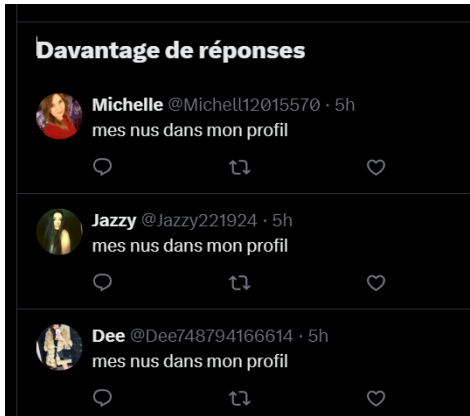 Davantage de réponses
Michelle @Michell12015570 · 5h
mes nus dans mon profil
Jazzy @Jazzy221924 · 5h
mes nus dans mon profil
Dee @Dee748794166614 · 5h
mes nus dans mon profil